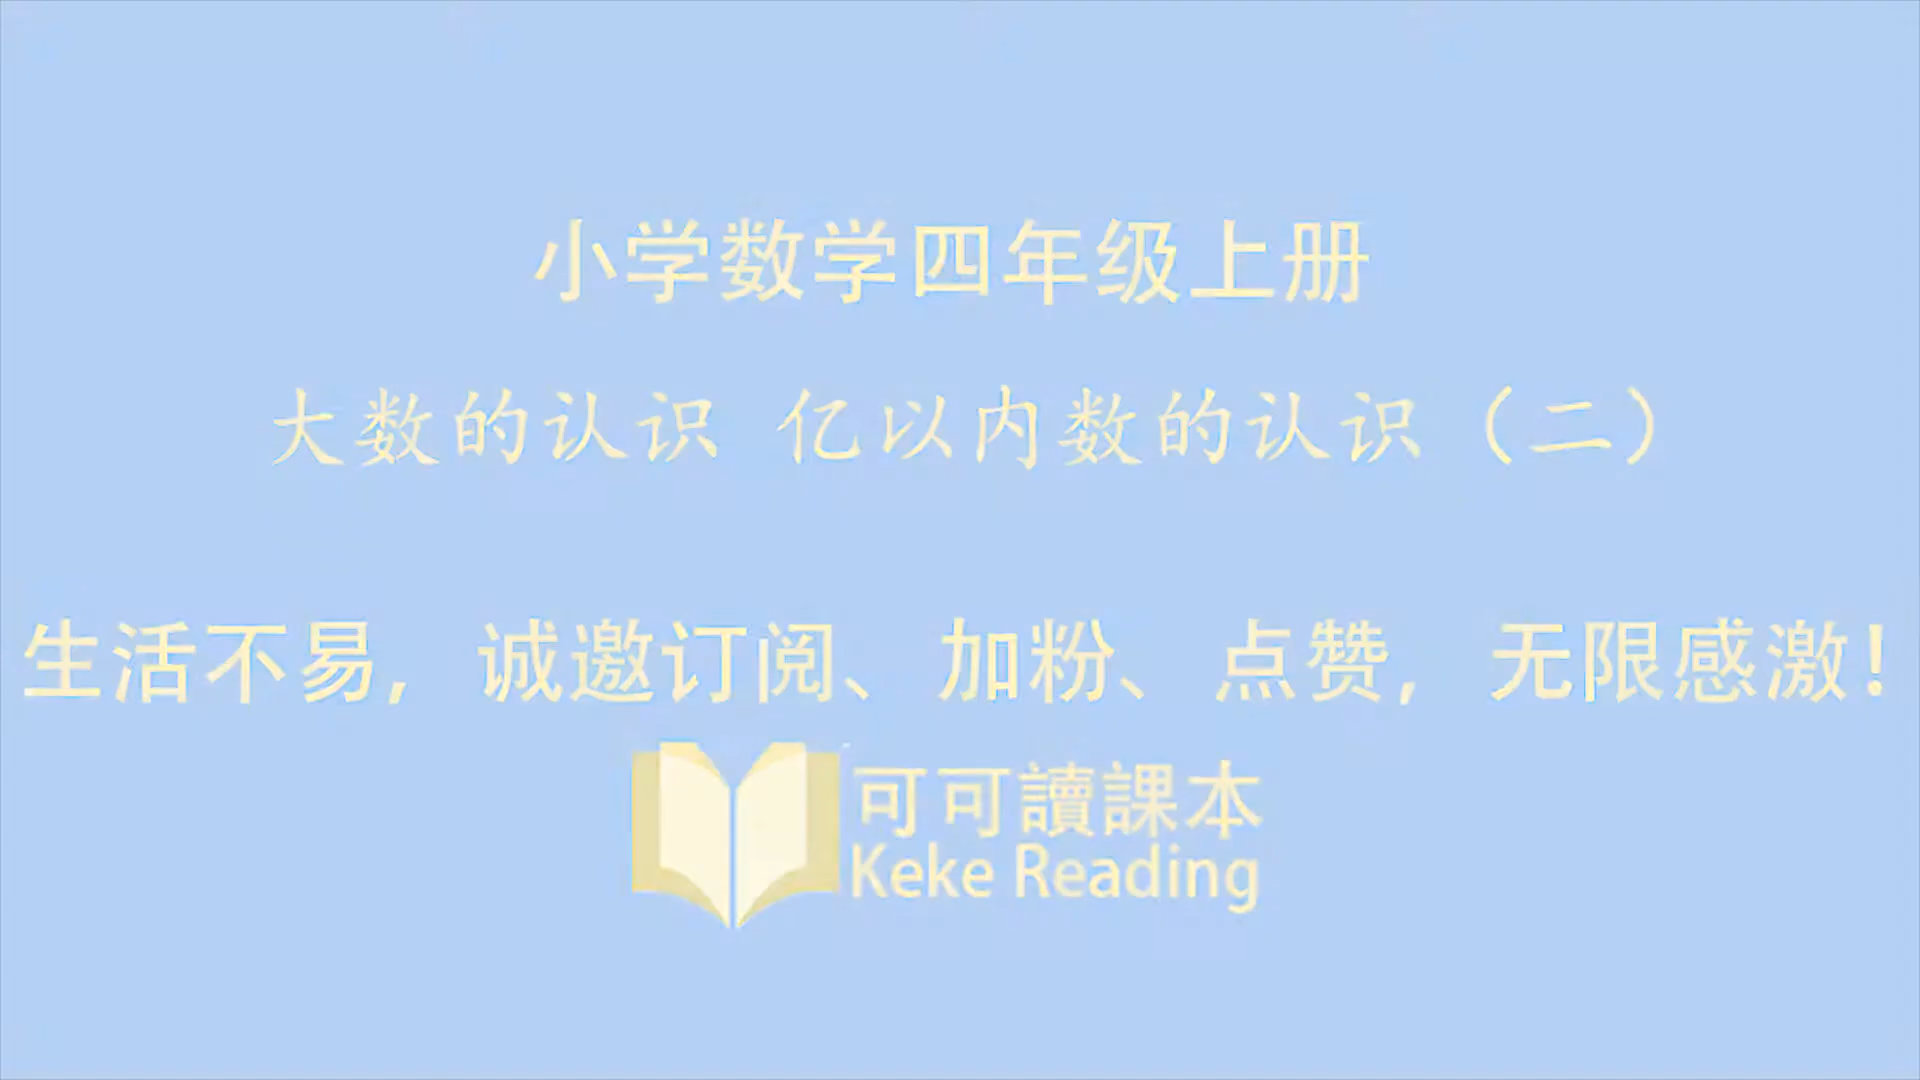 小学数学四年级上册
大数的认识 亿以内数的认识（二）
生活不易，诚邀订阅、加粉、点赞，无限感激！
可可讀課本
Keke Reading